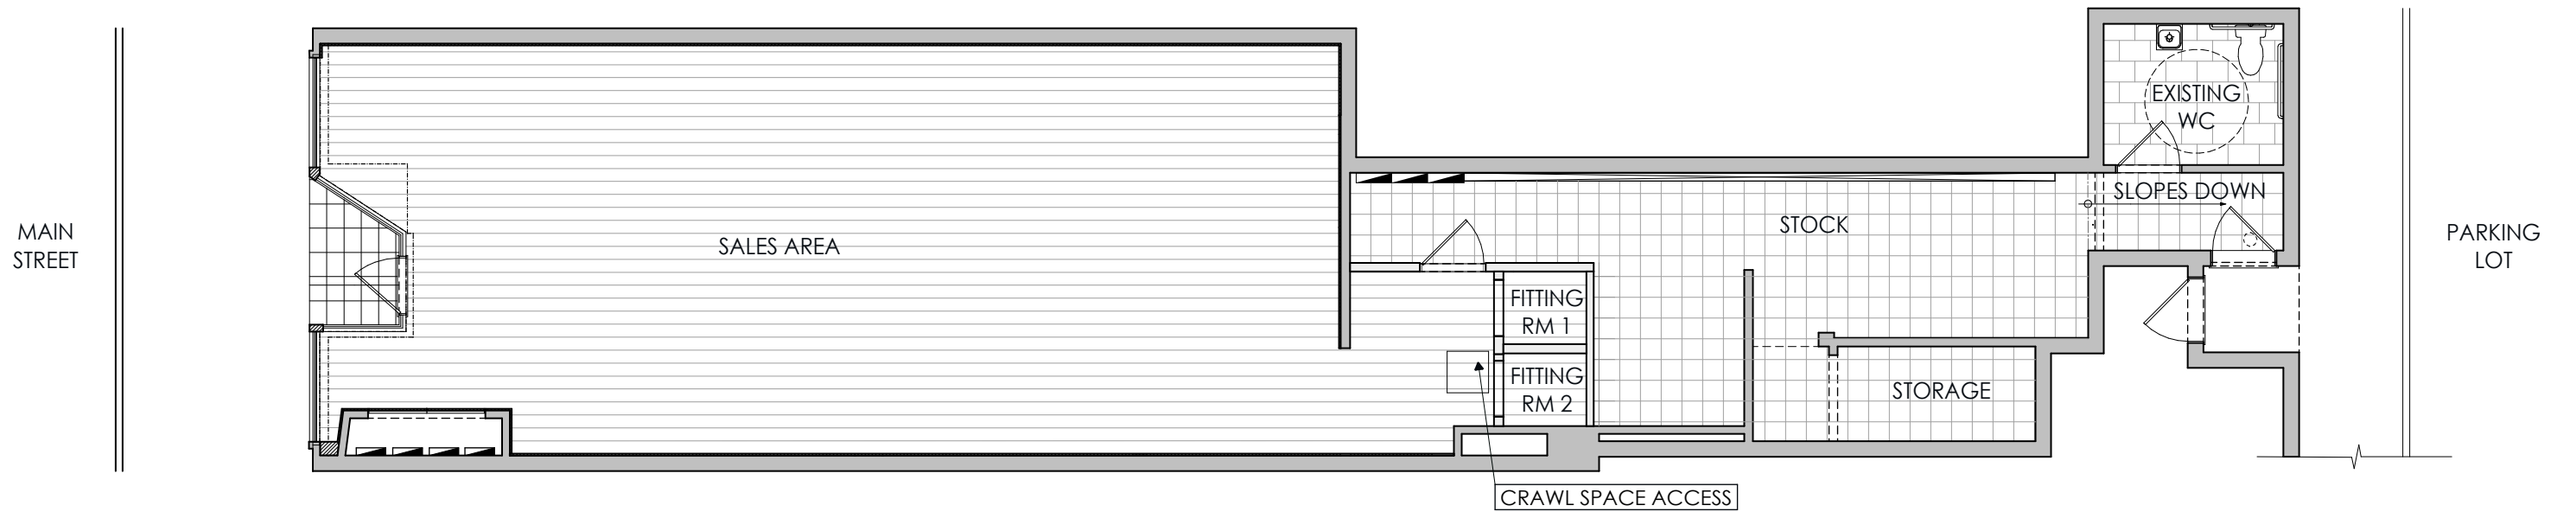 MAIN
STREET
SALES AREA
FITTING
RM 1
FITTING
RM 2
CRAWL SPACE ACCESS
STOCK
STORAGE
EXISTING
WC
SLOPES DOWN
PARKING
LOT